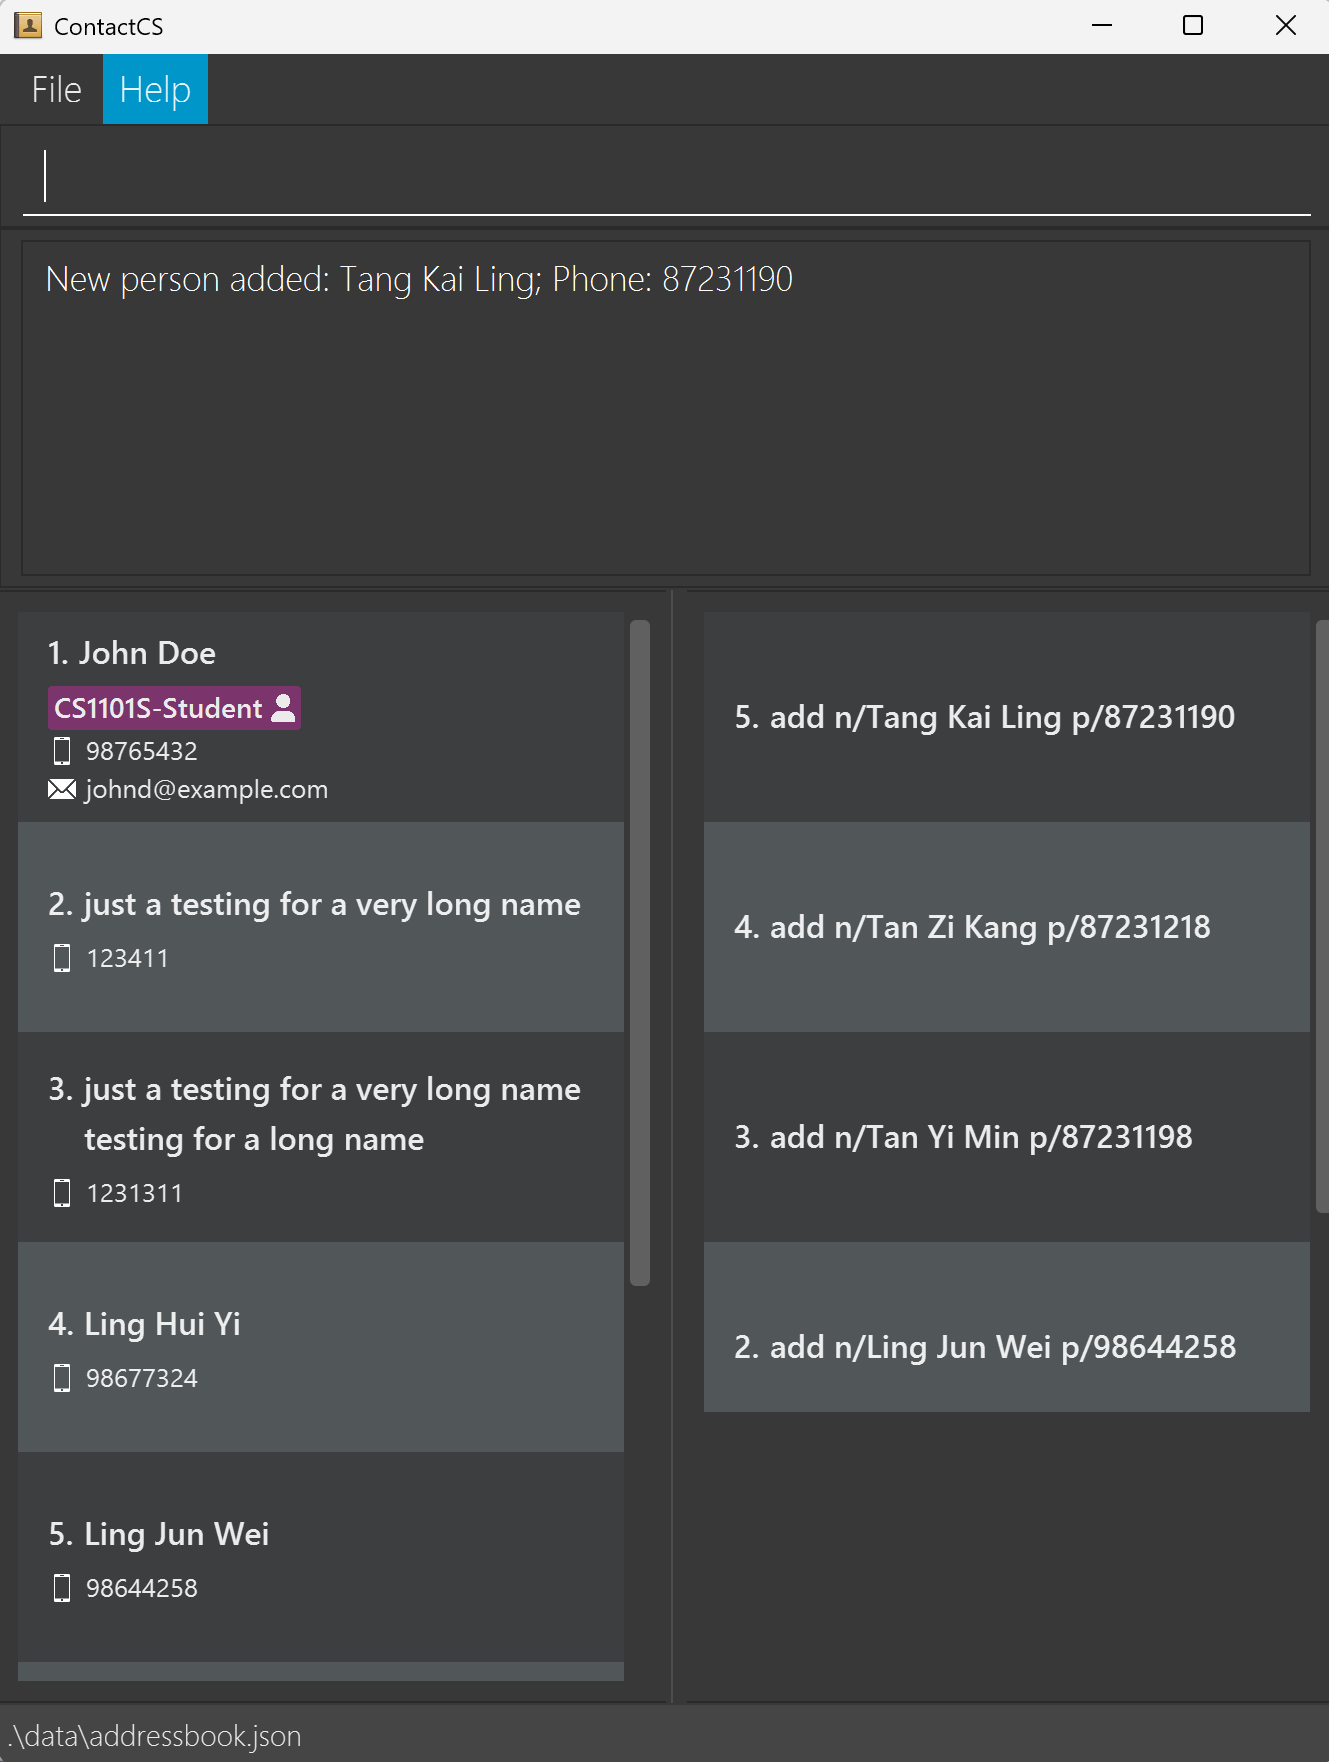 ContactCS
File Help
New person added: Tang Kai Ling; Phone: 87231190
1. John Doe
CS1101S-Student
98765432
johnd@example.com
2. just a testing for a very long name
123411
3. just a testing for a very long name
testing for a long name
1231311
4. Ling Hui Yi
98677324
5. Ling Jun Wei
98644258
5. add n/Tang Kai Ling p/87231190
4. add n/Tan Zi Kang p/87231218
3. add n/Tan Yi Min p/87231198
2. add n/Ling Jun Wei p/98644258
.\data\addressbook.json